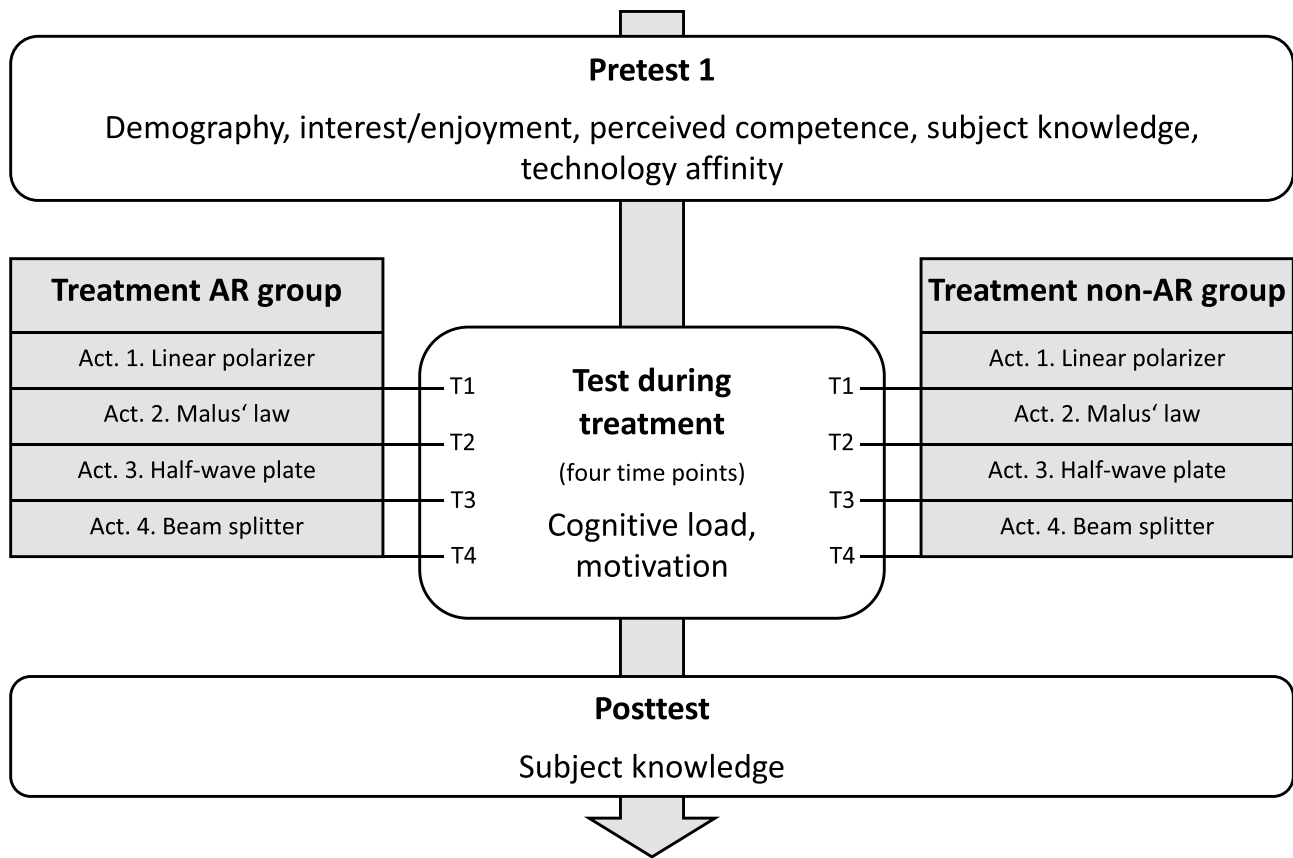 Pretest 1
Demography, interest/enjoyment, perceived competence, subject knowledge,
technology affinity
Treatment AR group
Act. 1. Linear polarizer
Act. 2. Malus‘ law
Act. 3. Half-wave plate
Act. 4. Beam splitter
T1
T2
T3
T4
Test during
treatment
(four time points)
Cognitive load,
motivation
T1
T2
T3
T4
Treatment non-AR group
Act. 1. Linear polarizer
Act. 2. Malus‘ law
Act. 3. Half-wave plate
Act. 4. Beam splitter
Posttest
Subject knowledge